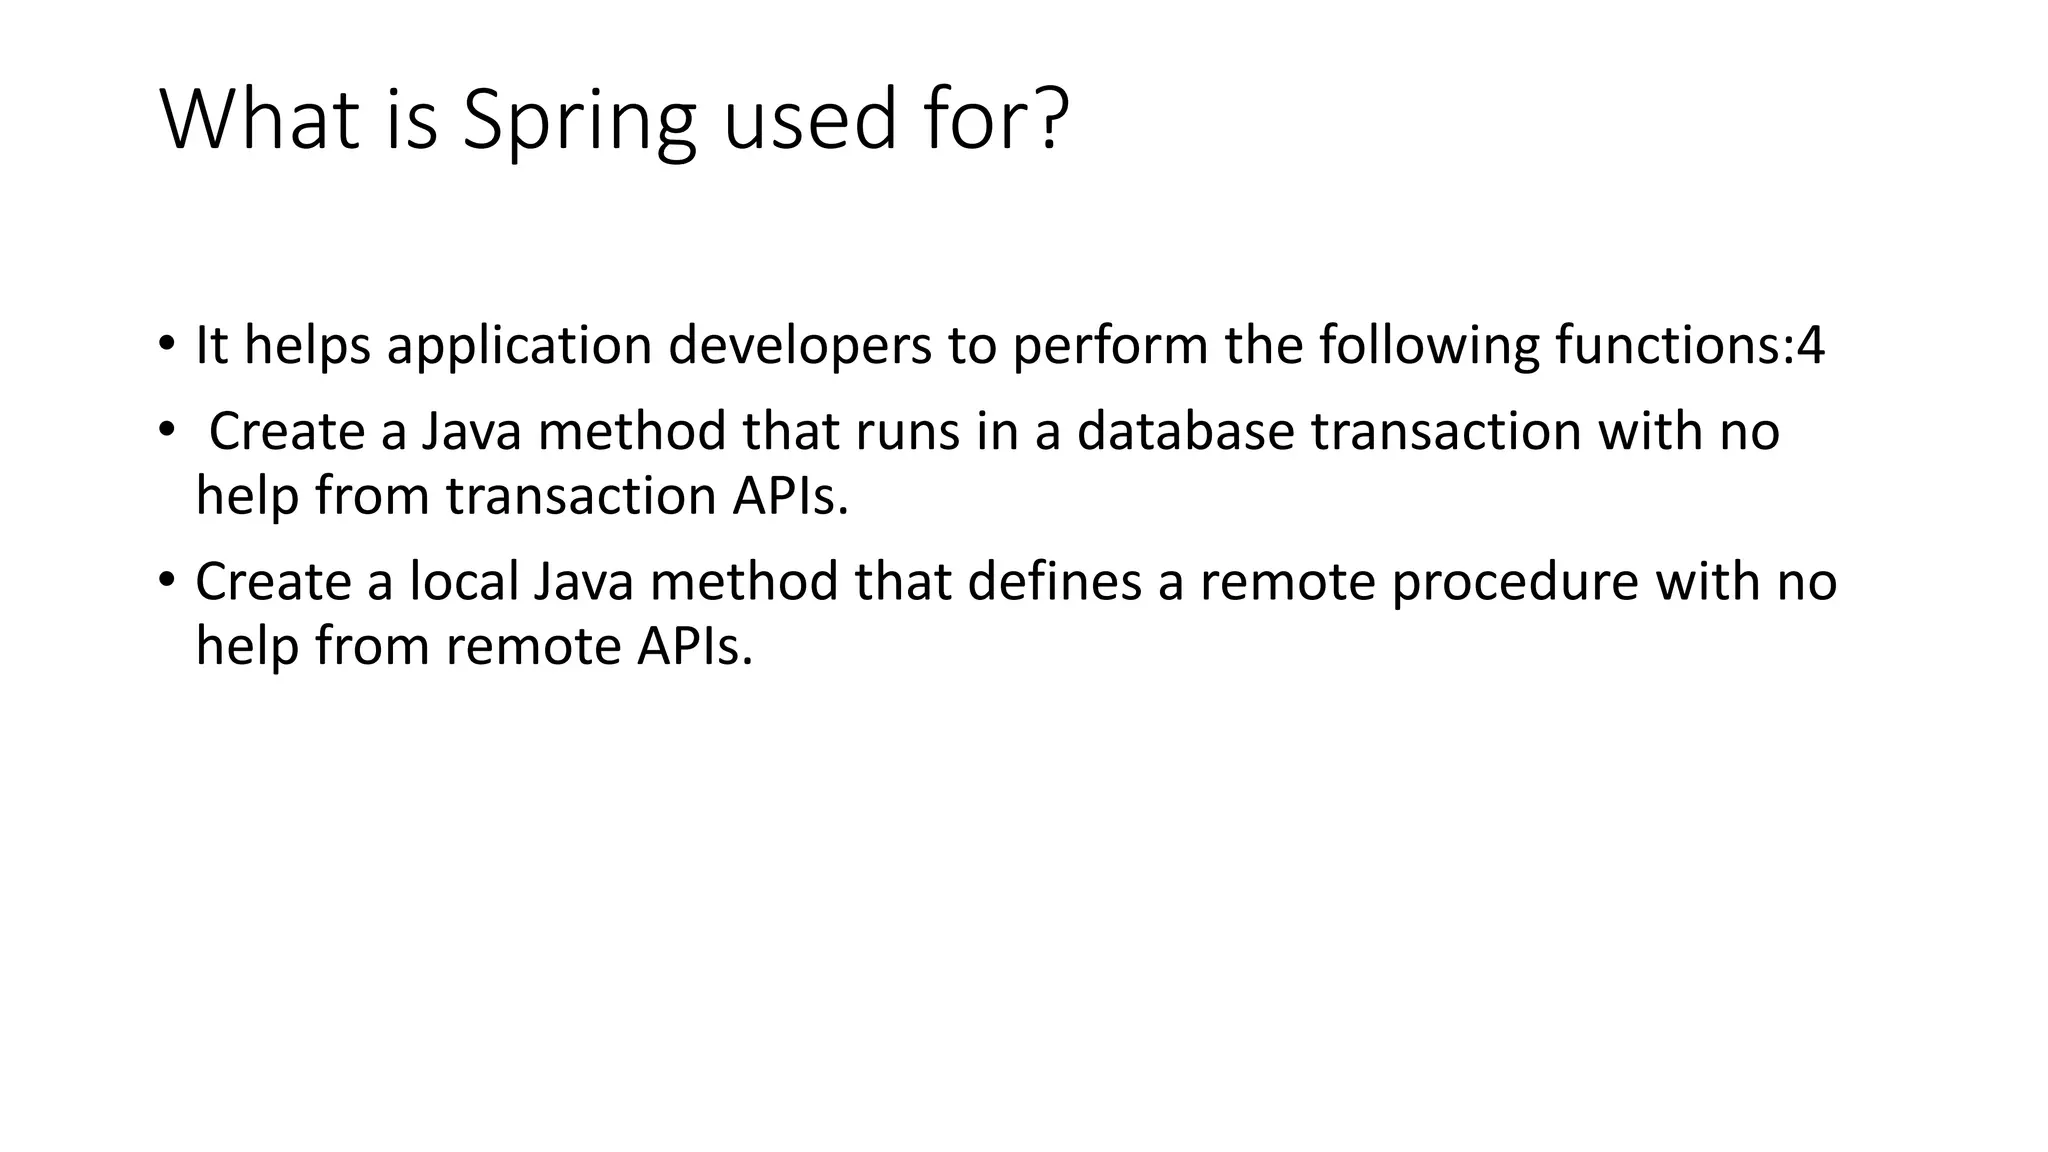 What is Spring used for?
• It helps application developers to perform the following functions:4
• Create a Java method that runs in a database transaction with no
help from transaction APIs.
• Create a local Java method that defines a remote procedure with no
help from remote APIs.